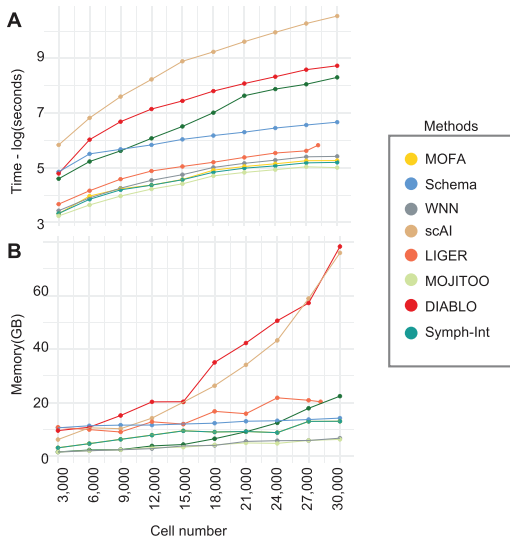 A
Time - log(seconds)
9
7
5
3
B
Memory(GB)
60
40
20
0
3,000
6,000
9,000
12,000
15,000
18,000
21,000
24,000
27,000
30,000
Cell number
Methods
MOFA
Schema
WNN
scAI
LIGER
MOJITOO
DIABLO
Symph-Int